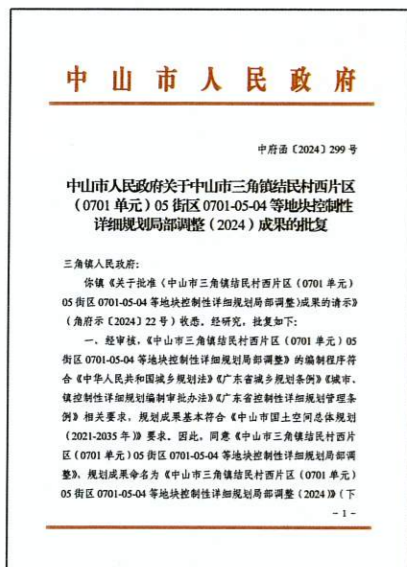 中山市人民政府
中府函〔2024〕299号
中山市人民政府关于中山市三角镇结民村西片区
（0701单元）05街区0701-05-04等地块控制性
详细规划局部调整（2024）成果的批复
三角镇人民政府：
你镇《关于批准〈中山市三角镇结民村西片区（0701单元）
05街区0701-05-04等地块控制性详细规划局部调整〉成果的请示》
（角府示〔2024〕22号）收悉。经研究，批复如下：
一、经审核，《中山市三角镇结民村西片区（0701单元）05
街区0701-05-04等地块控制性详细规划局部调整》的编制程序符
合《中华人民共和国城乡规划法》《广东省城乡规划条例》《城市、
镇控制性详细规划编制审批办法》《广东省控制性详细规划管理条
例》相关要求，规划成果基本符合《中山市国土空间总体规划
（2021-2035年）》要求。因此，同意《中山市三角镇结民村西片
区（0701单元）05街区0701-05-04等地块控制性详细规划局部调
整》，规划成果命名为《中山市三角镇结民村西片区（0701单元）
05街区0701-05-04等地块控制性详细规划局部调整（2024）》（下
- 1 -